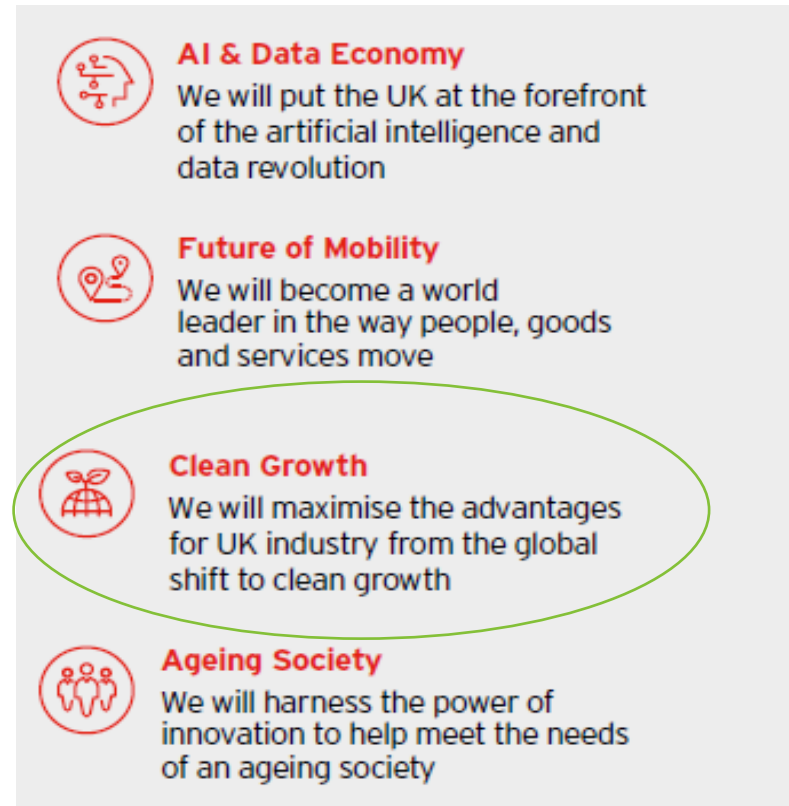 AI & Data Economy
We will put the UK at the forefront
of the artificial intelligence and
data revolution
Future of Mobility
We will become a world
leader in the way people, goods
and services move
Clean Growth
We will maximise the advantages
for UK industry from the global
shift to clean growth
Ageing Society
We will harness the power of
innovation to help meet the needs
of an ageing society